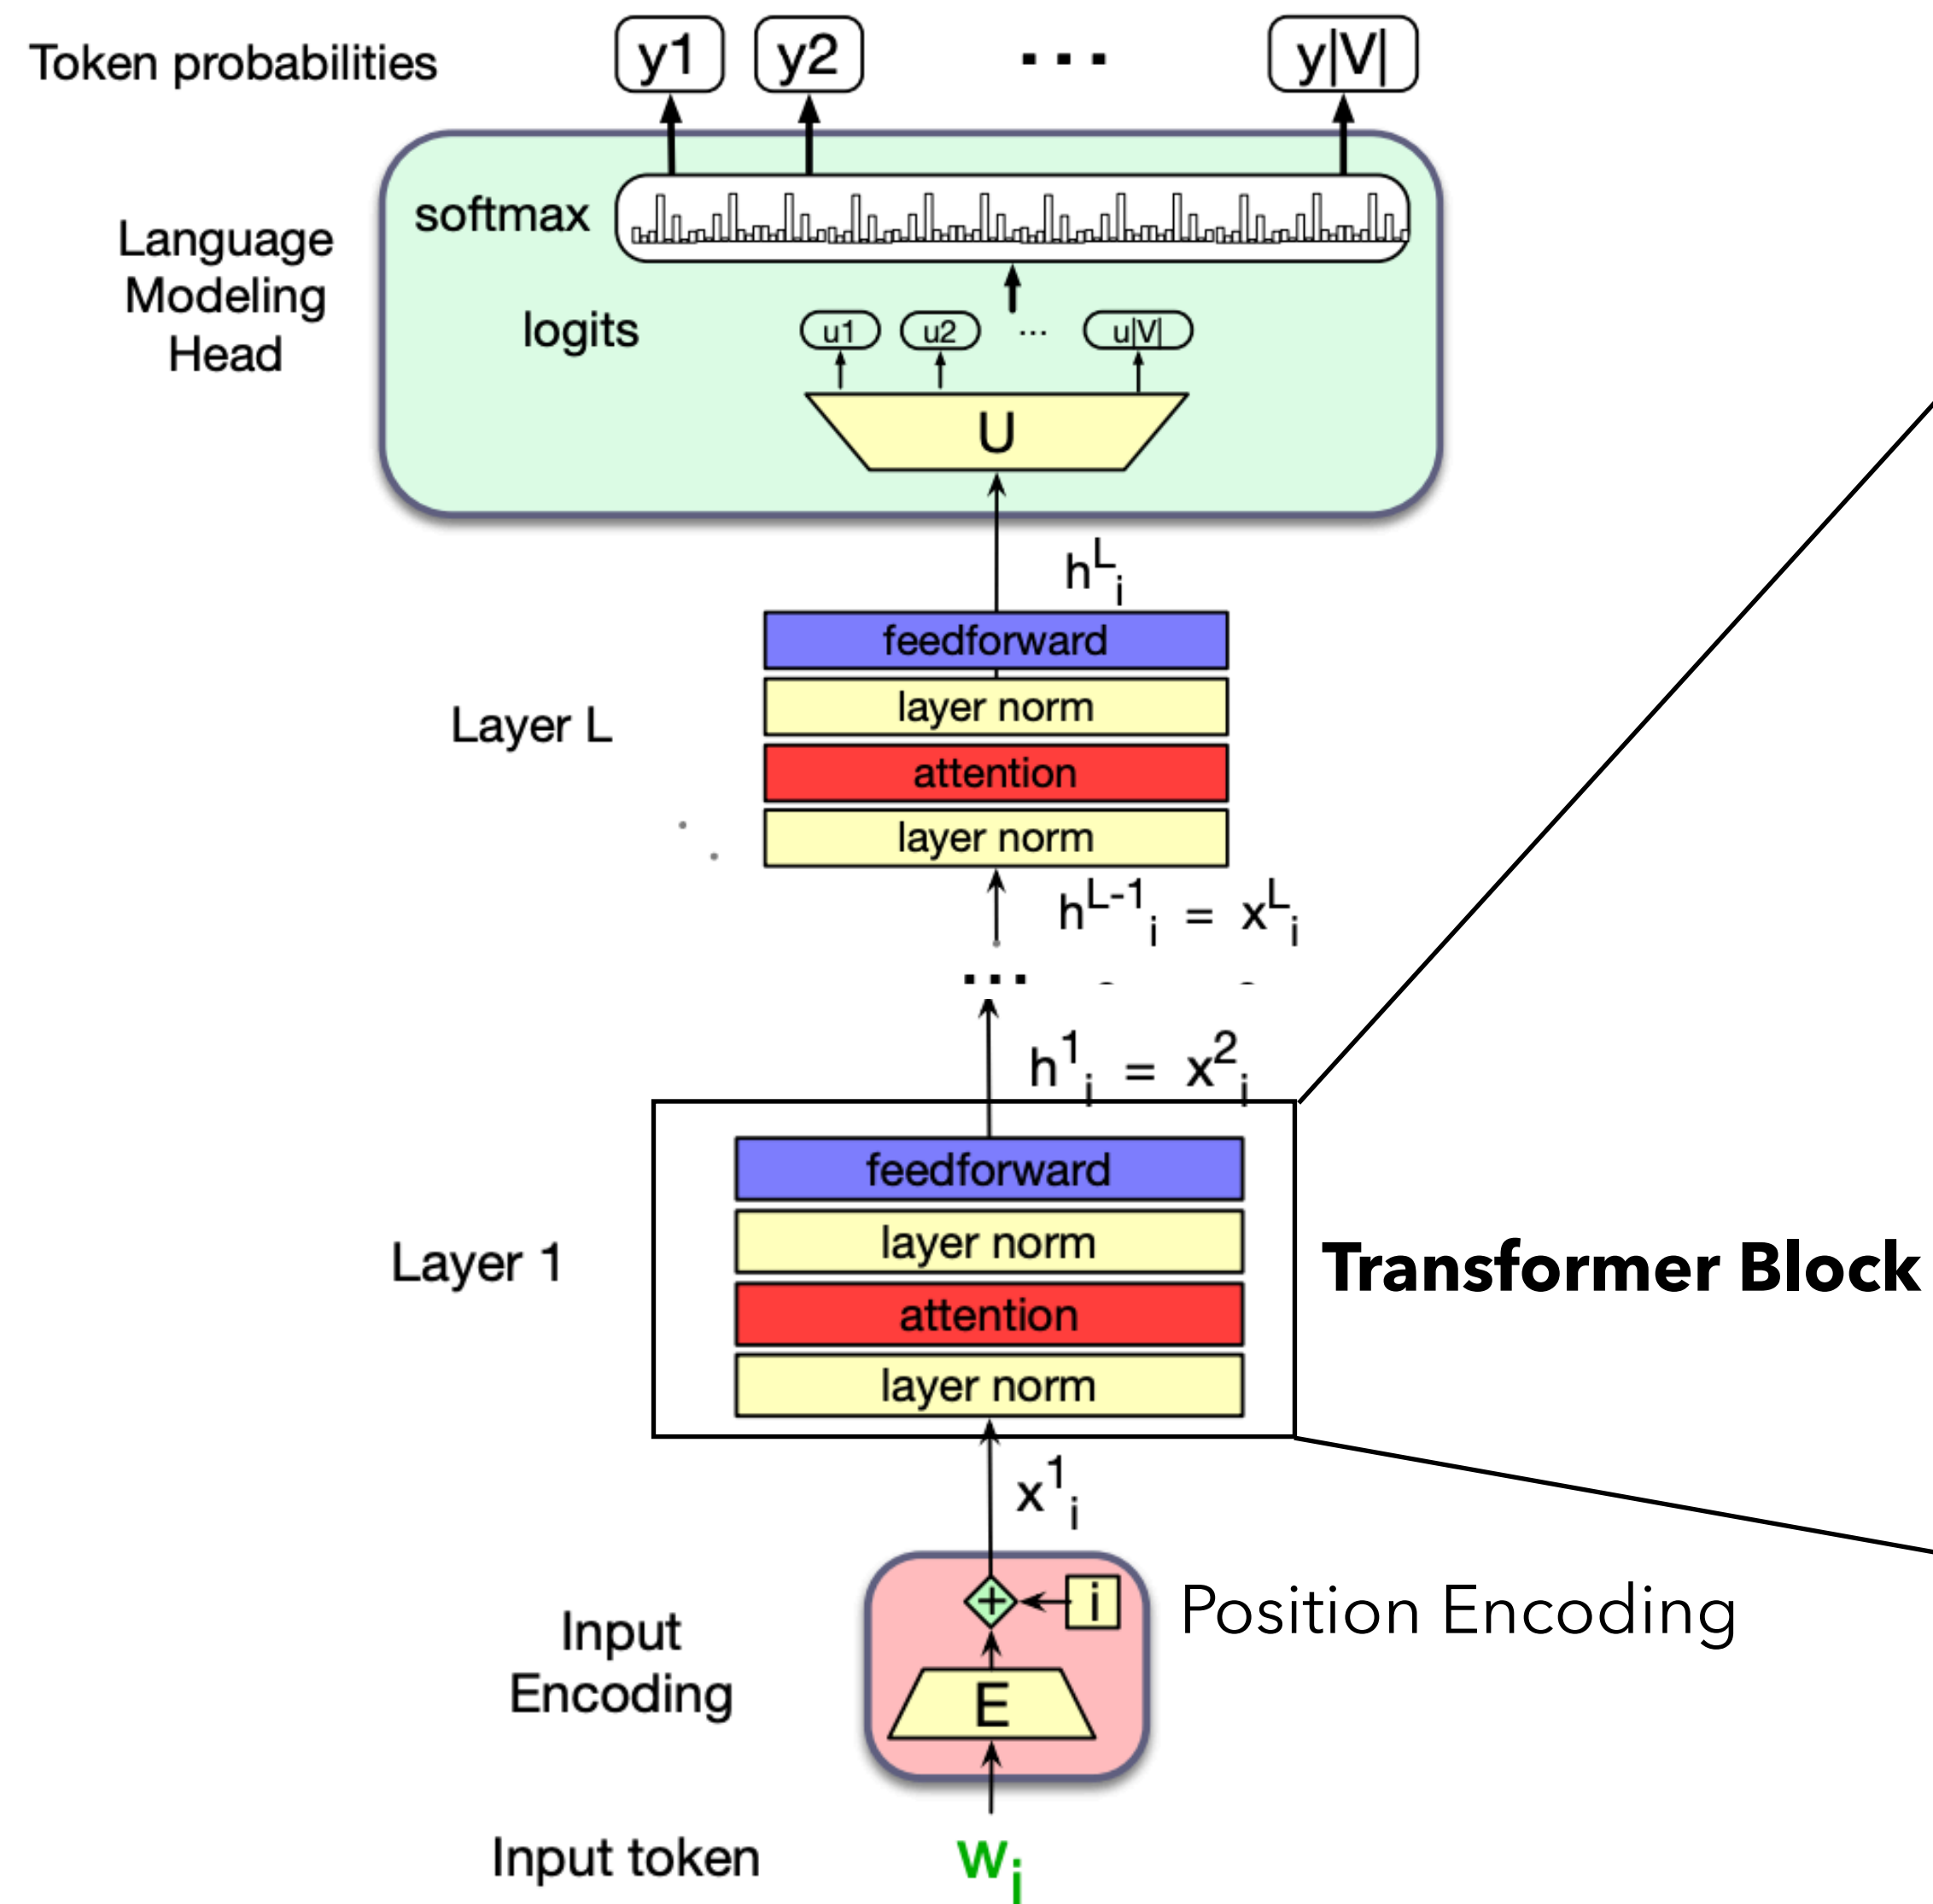 Token probabilities
y1 y2 ... y|V|
Language
Modeling
Head
softmax
logits
u1 u2 ... u|V|
U
h^L_i
feedforward
Layer L
layer norm
attention
layer norm
h^{L-1}_i = x^L_i
...
h^1_i = x^2_i
feedforward
Layer 1
layer norm
Transformer Block
attention
layer norm
x^1_i
+ i
Position Encoding
Input
Encoding
E
Input token w_i